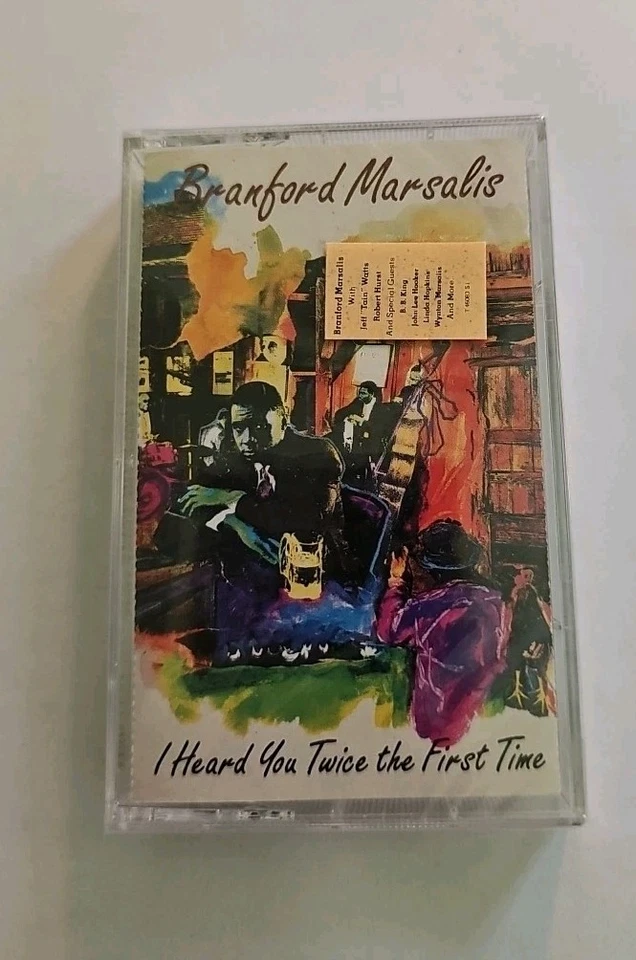 Branford Marsalis
Branford Marsalis
With
Jeff "Tain" Watts
Robert Hurst
And Special Guests
B.B. King
John Lee Hooker
Linda Hopkins
Wynton Marsalis
And More
I Heard You Twice the First Time